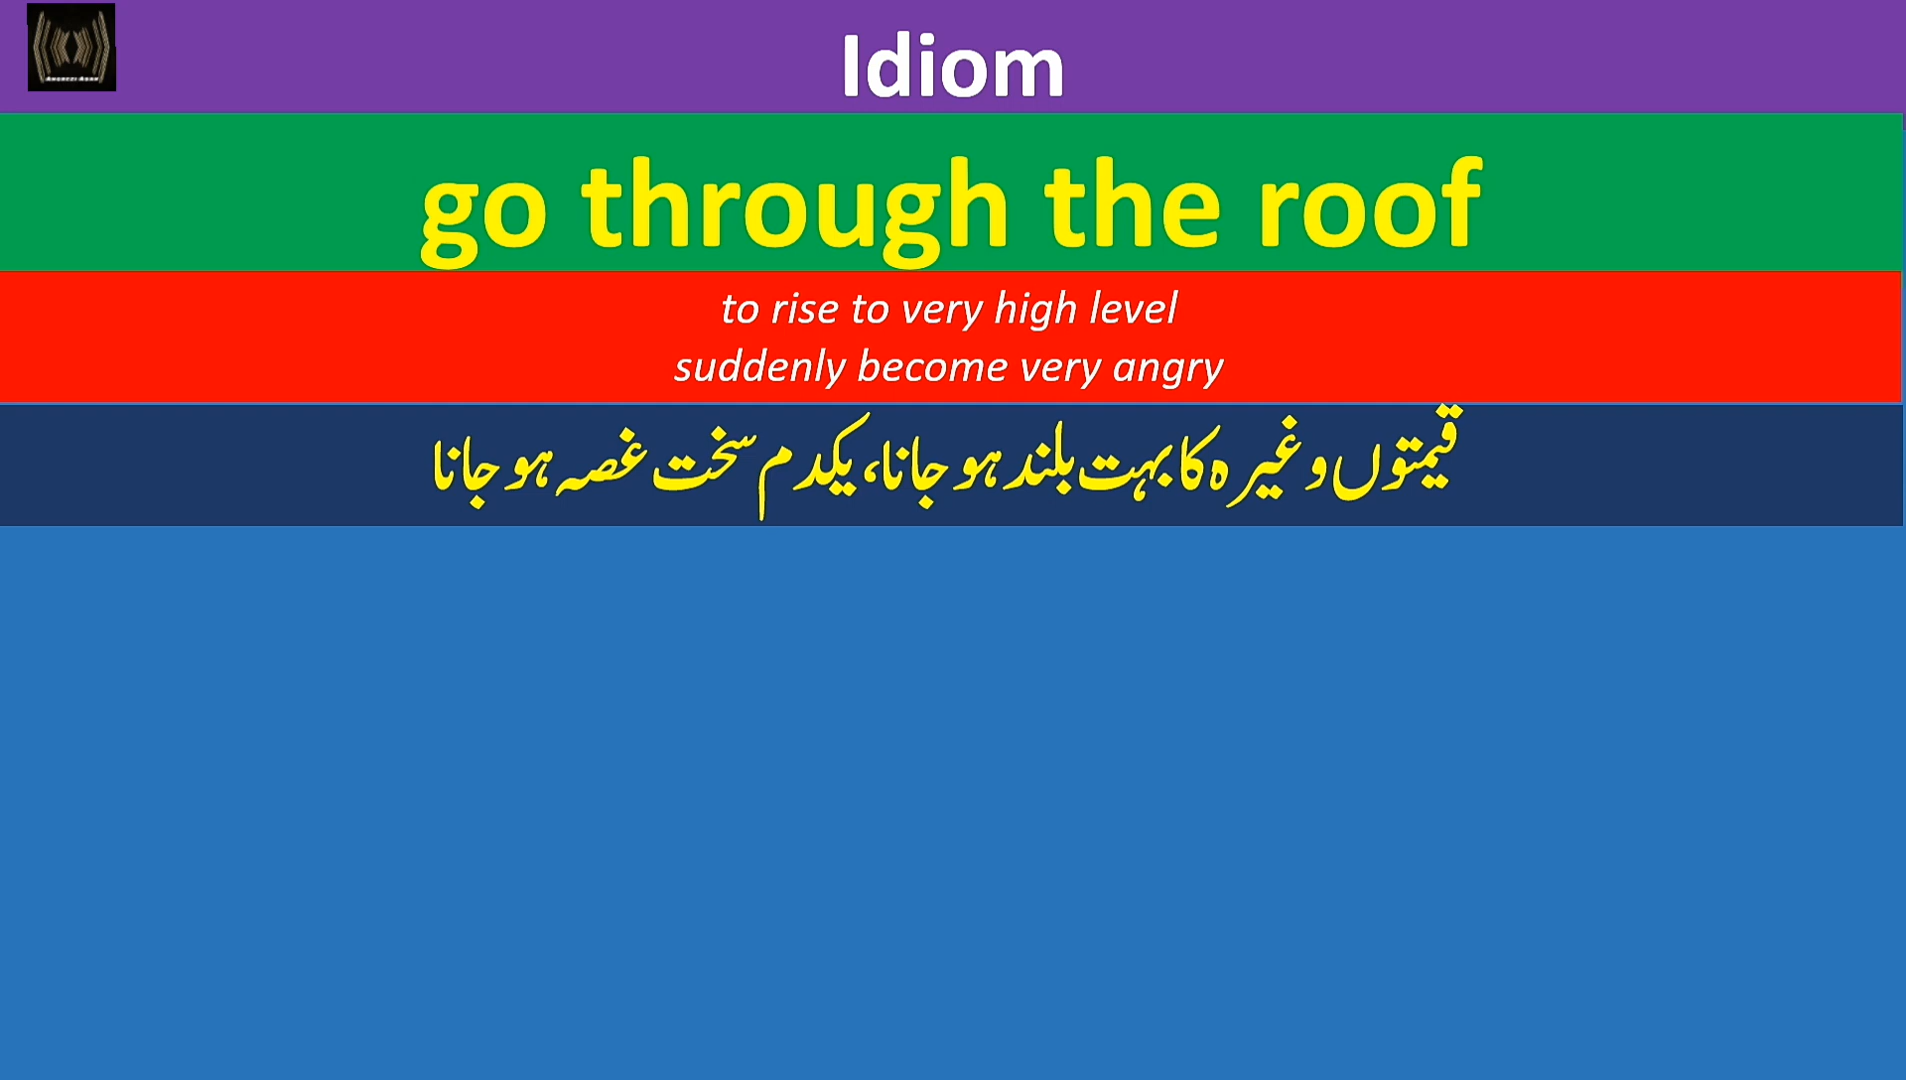 Idiom
go through the roof
to rise to very high level
suddenly become very angry
قیمتوں وغیرہ کا بہت بلند ہو جانا، یکدم سخت غصہ ہو جانا